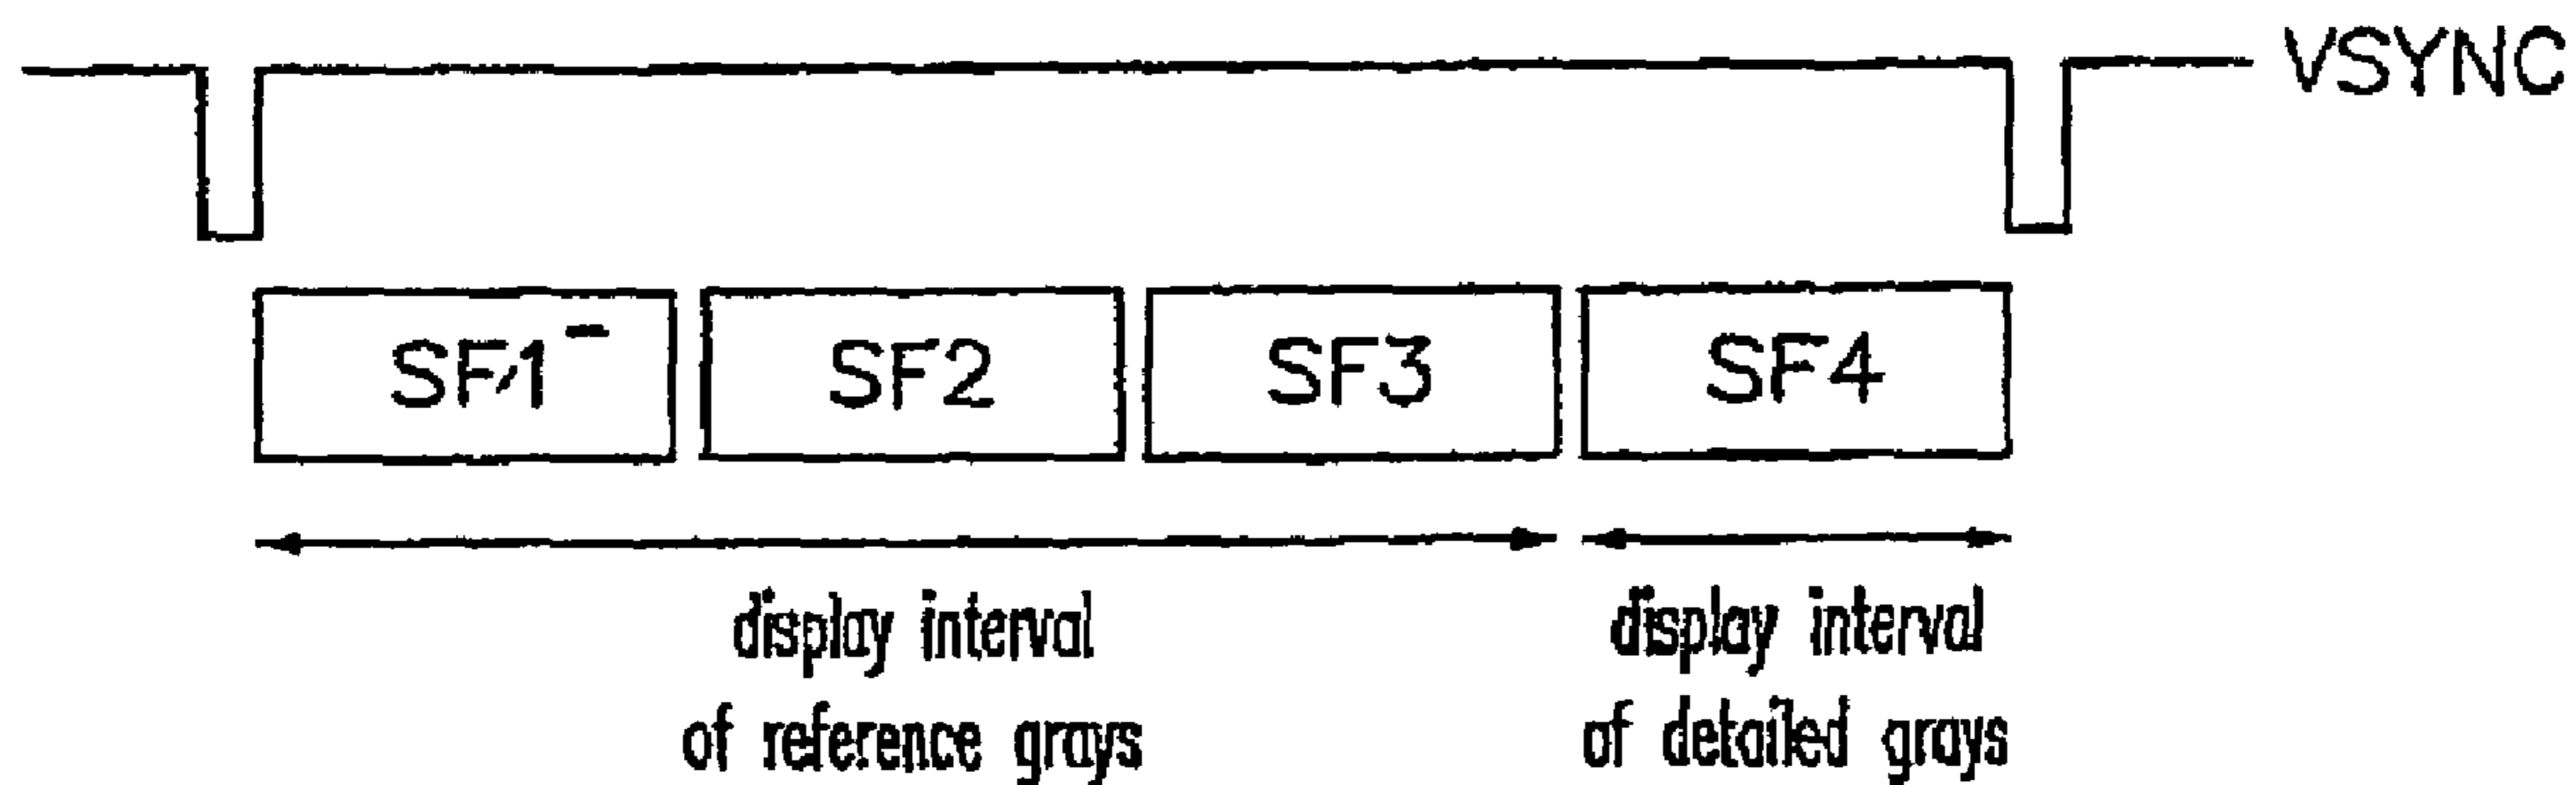 VSYNC
SF1
SF2
SF3
SF4
display interval
of reference grays
display interval
of detailed grays